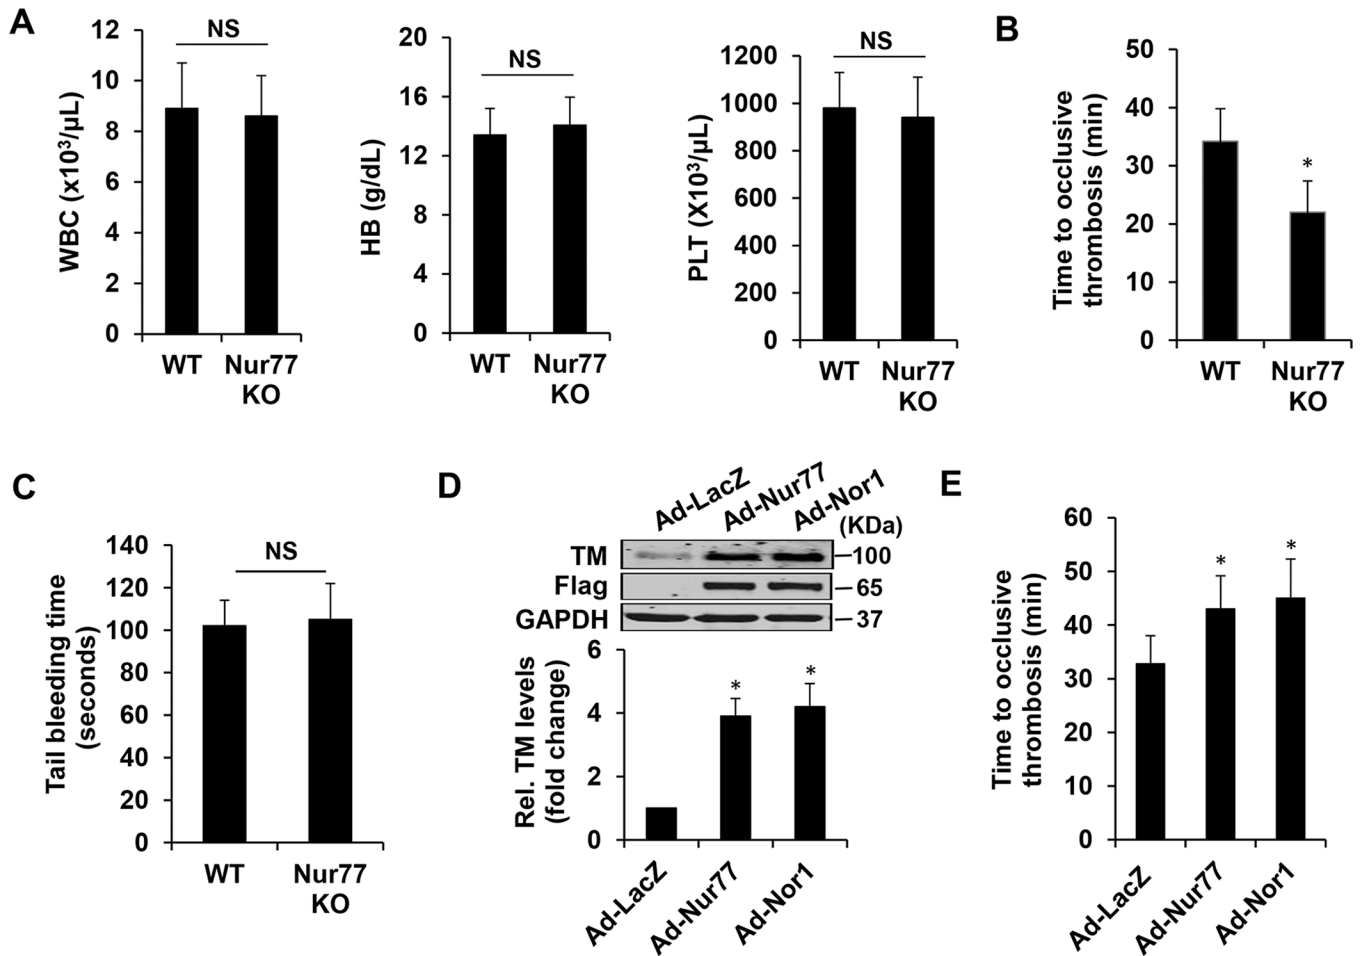 A
WBC (x10³/µL)
12
10
8
6
4
2
0
NS
WT
Nur77
KO
HB (g/dL)
20
16
12
8
4
0
NS
WT
Nur77
KO
PLT (X10³/µL)
1200
1000
800
600
400
200
0
NS
WT
Nur77
KO
B
Time to occlusive
thrombosis (min)
50
40
30
20
10
0
*
WT
Nur77
KO
C
Tail bleeding time
(seconds)
140
120
100
80
60
40
20
0
NS
WT
Nur77
KO
D
Ad-LacZ
Ad-Nur77
Ad-Nor1
(KDa)
TM
100
Flag
65
GAPDH
37
Rel. TM levels
(fold change)
6
4
2
0
*
*
Ad-LacZ
Ad-Nur77
Ad-Nor1
E
Time to occlusive
thrombosis (min)
60
50
40
30
20
10
0
*
*
Ad-LacZ
Ad-Nur77
Ad-Nor1